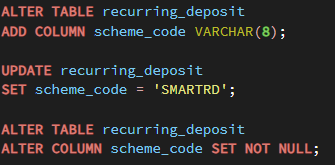 ALTER TABLE recurring_deposit
ADD COLUMN scheme_code VARCHAR(8);
UPDATE recurring_deposit
SET scheme_code = 'SMARTRD';
ALTER TABLE recurring_deposit
ALTER COLUMN scheme_code SET NOT NULL;